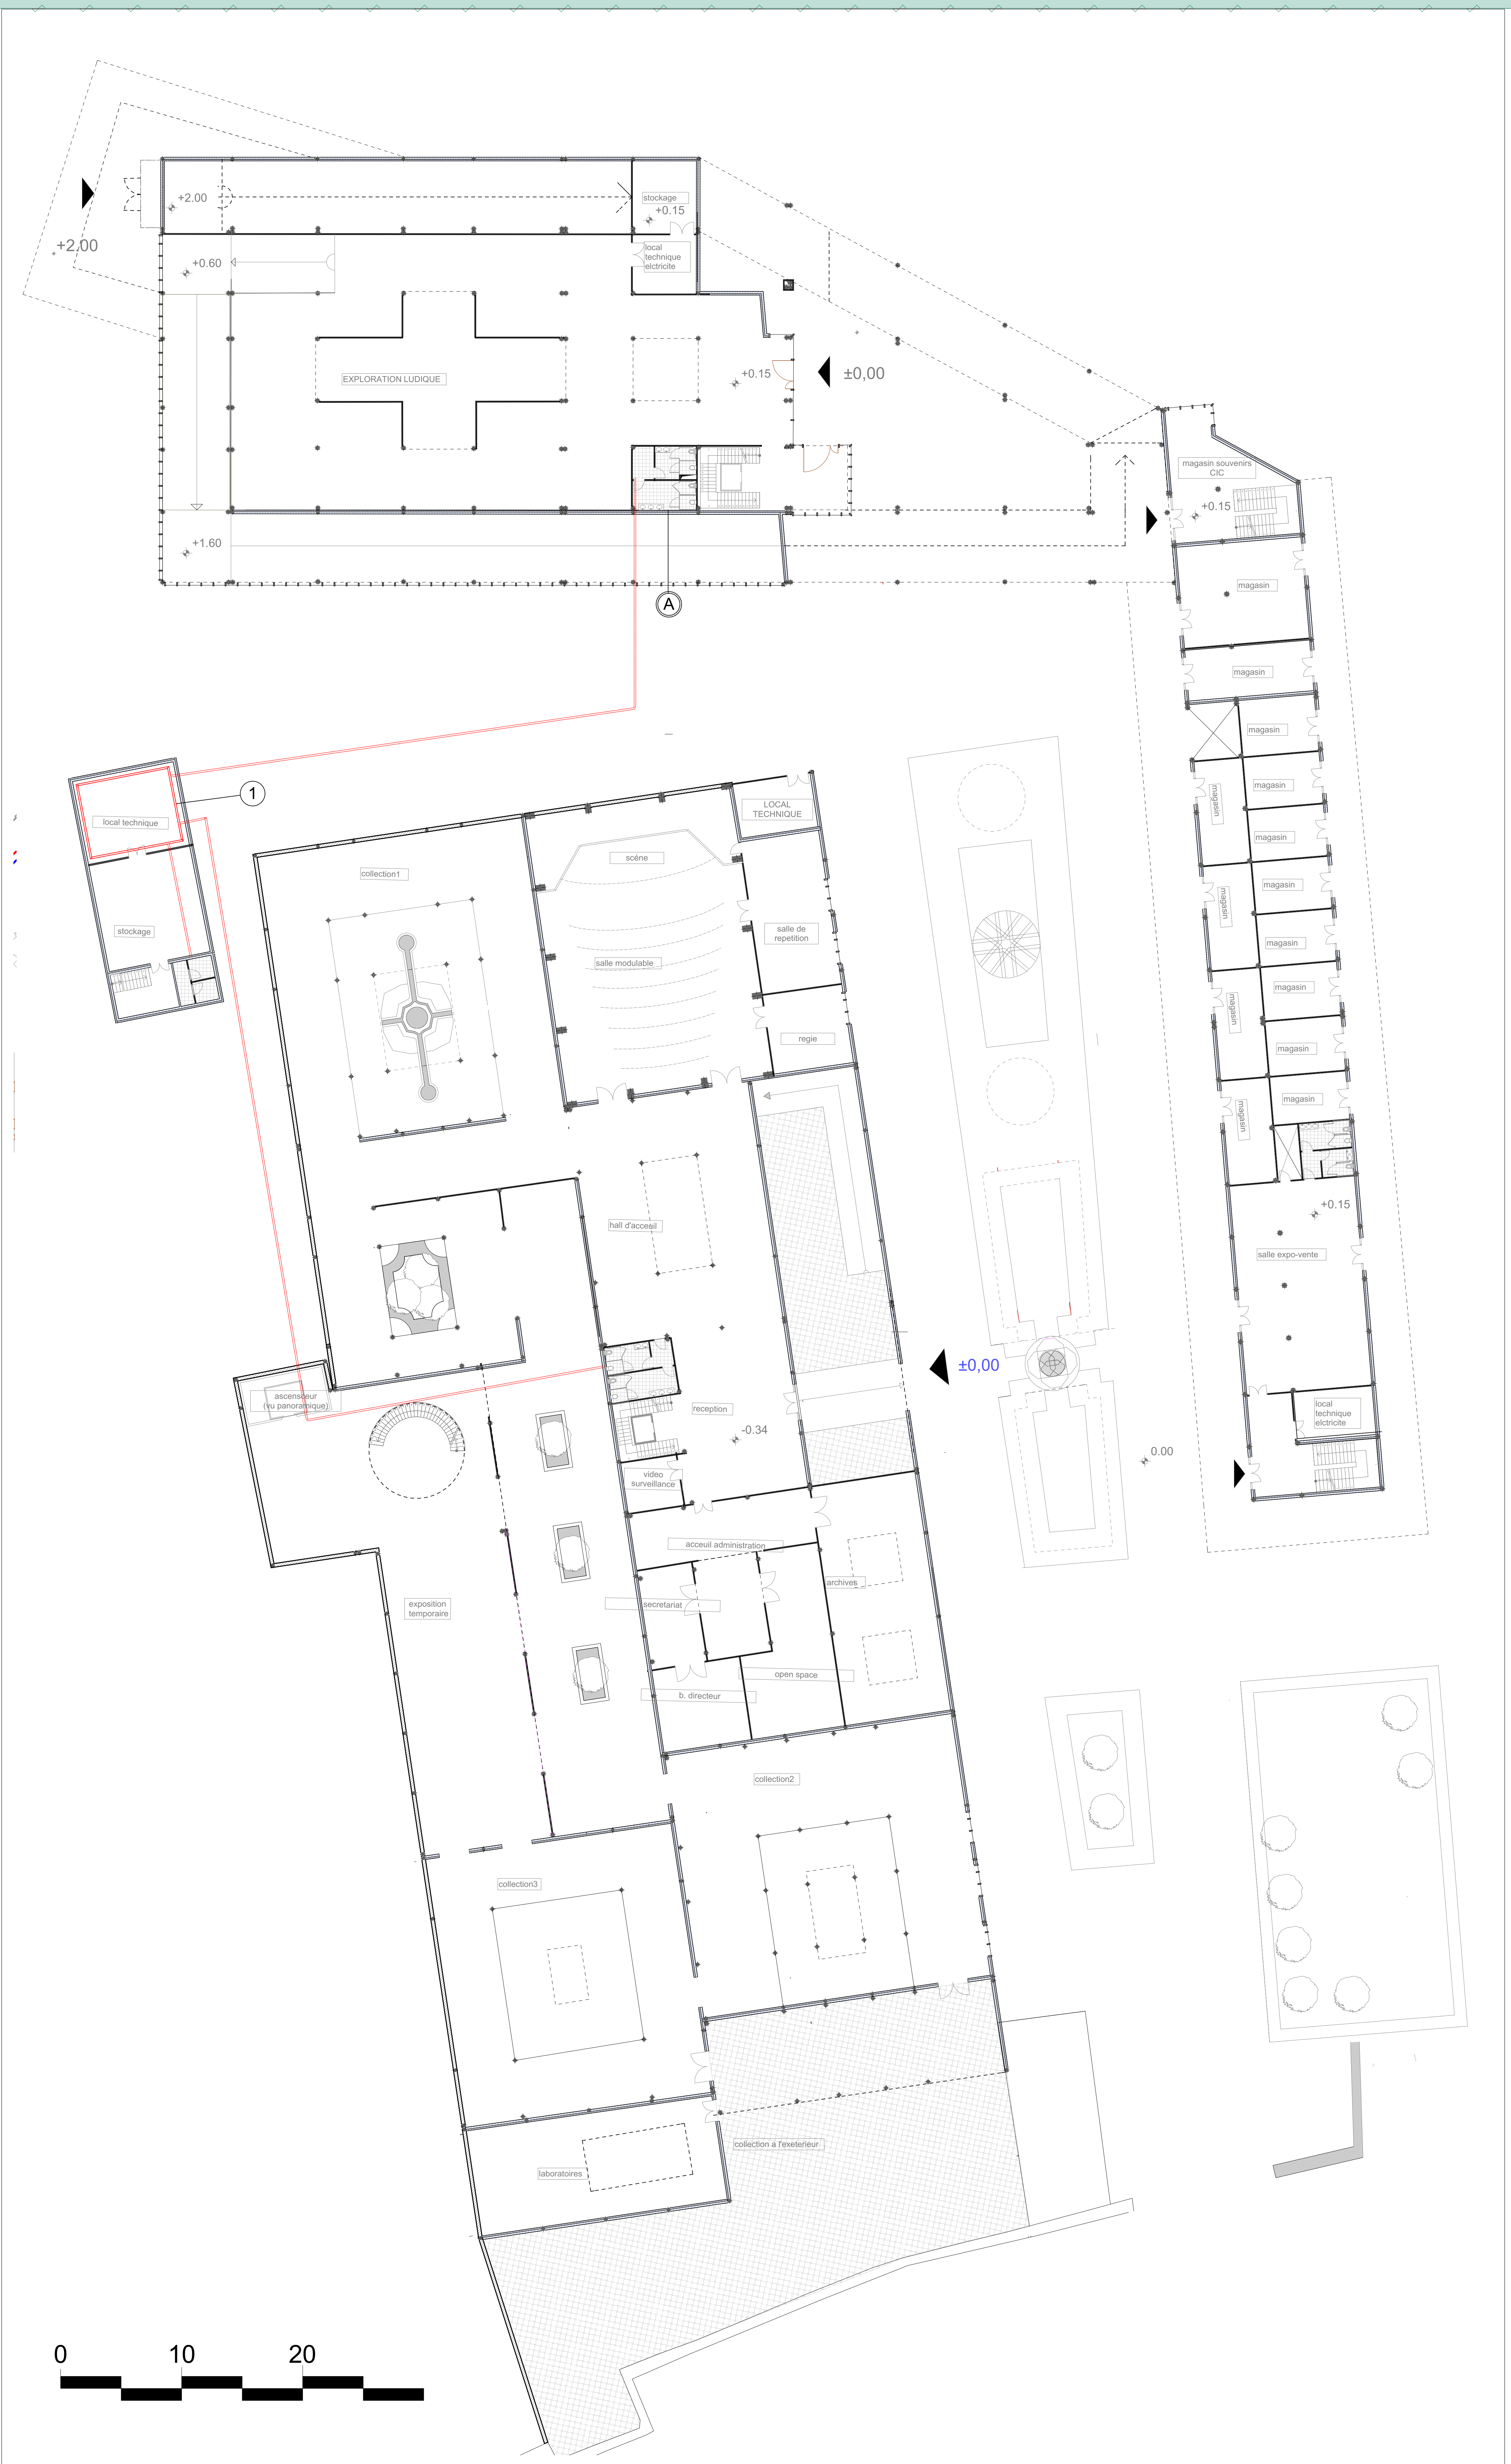 +2.00
stockage
+0.15
+2.00
local
technique
elctricite
+0.60
EXPLORATION LUDIQUE
+0.15
±0,00
magasin souvenirs
CIC
+0.15
+1.60
A
magasin
magasin
magasin
magasin
magasin
magasin
magasin
magasin
magasin
magasin
magasin
magasin
magasin
magasin
1
local technique
stockage
LOCAL
TECHNIQUE
scéne
collection1
salle de
repetition
salle modulable
regie
hall d'acceuil
+0.15
salle expo-vente
±0,00
ascenseur
(vu panoramique)
reception
-0.34
local
technique
elctricite
0.00
video
surveillance
acceuil administration
archives
exposition
temporaire
secretariat
open space
b. directeur
collection2
collection3
collection a l'exeterieur
laboratoires
0
10
20